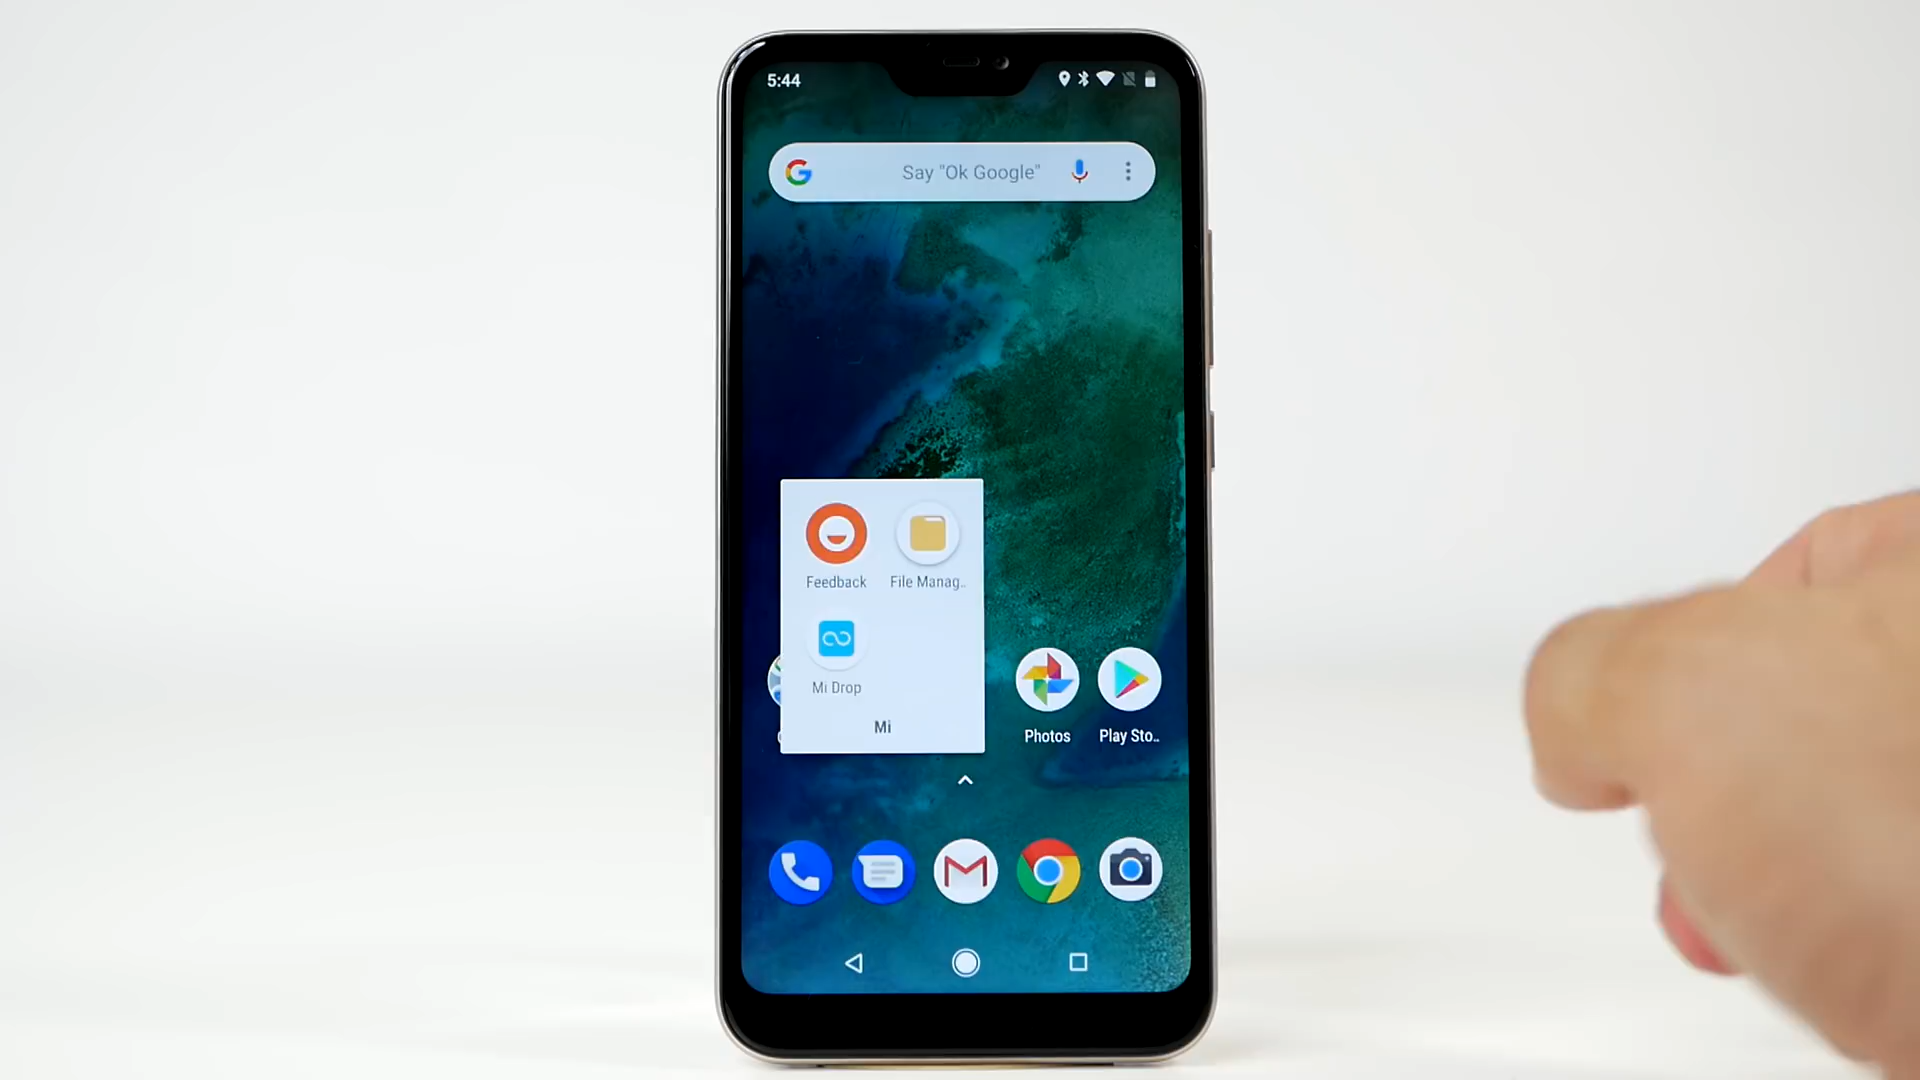 5:44
Say "Ok Google"
Feedback
File Manag..
Mi Drop
Mi
Photos
Play Sto..